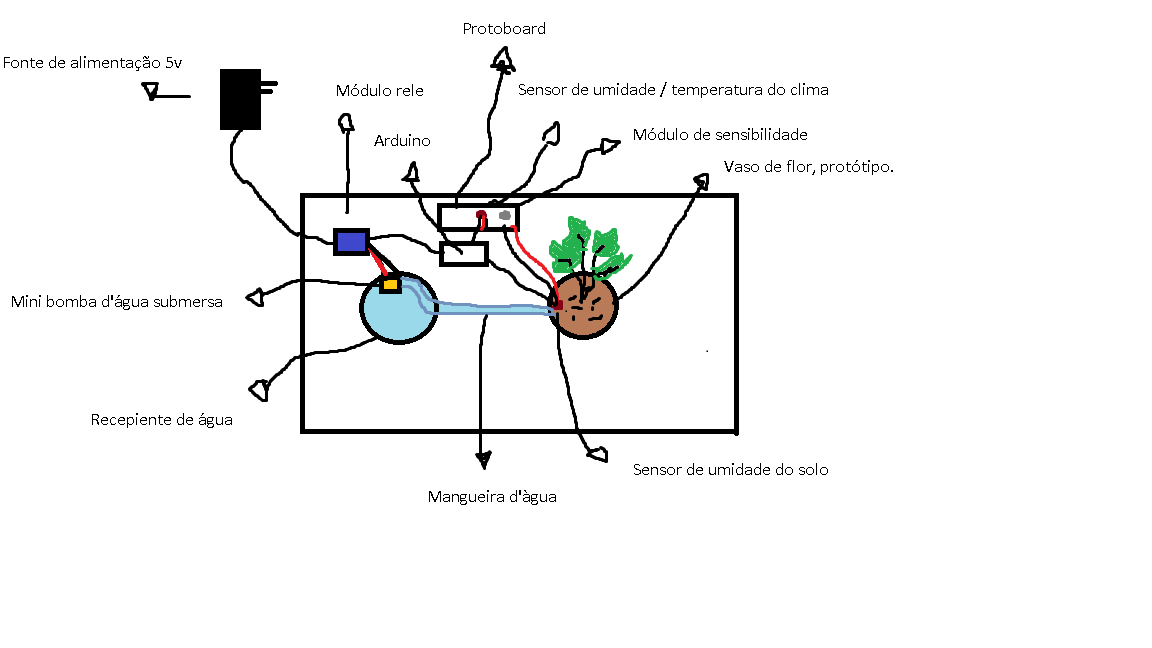 Protoboard
Fonte de alimentação 5v
Módulo rele
Sensor de umidade / temperatura do clima
Arduino
Módulo de sensibilidade
Vaso de flor, protótipo.
Mini bomba d'água submersa
Recepiente de água
Sensor de umidade do solo
Mangueira d'àgua